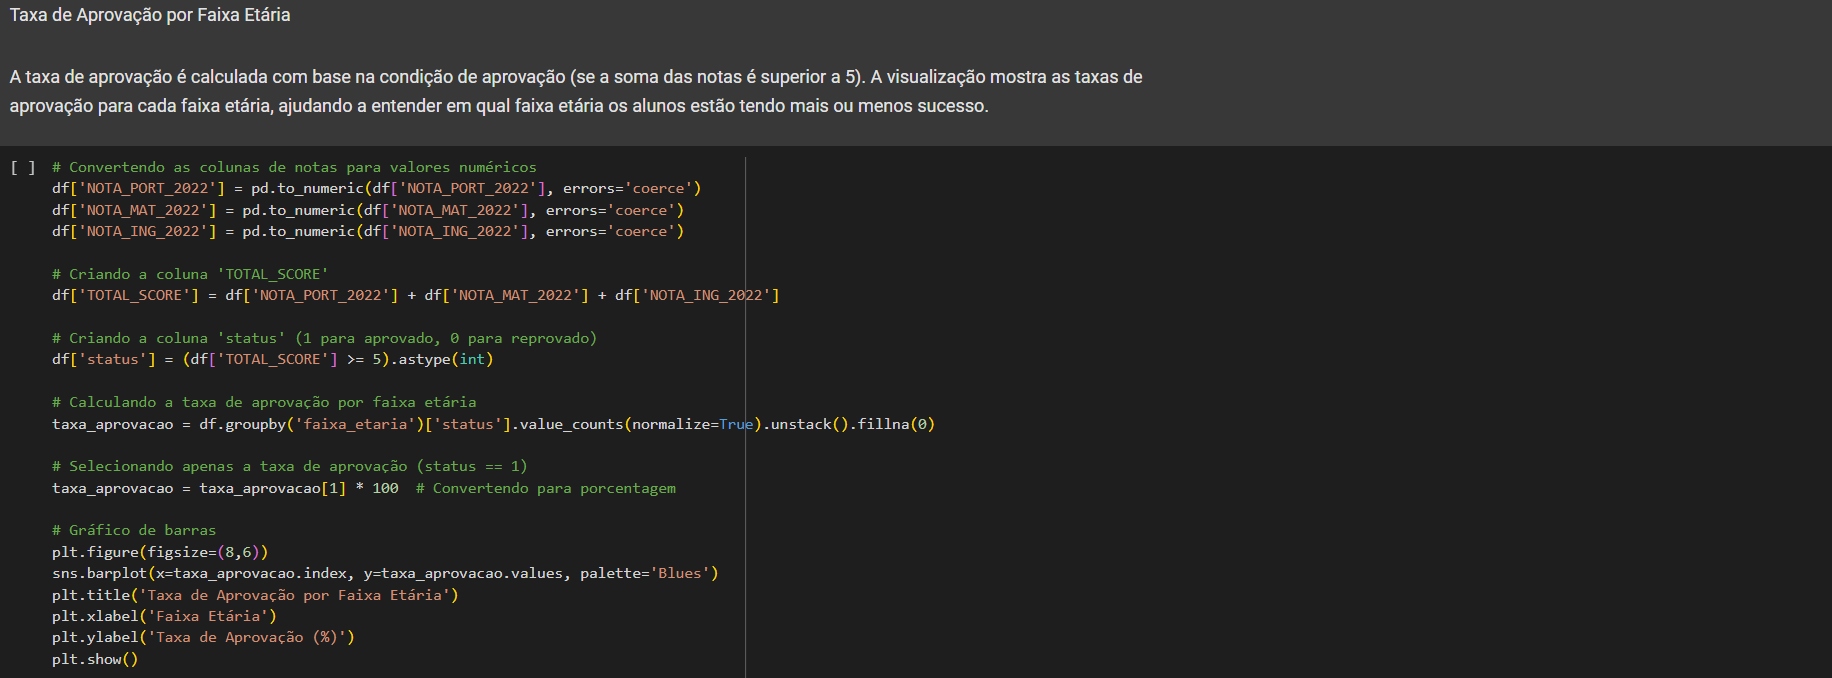 Taxa de Aprovação por Faixa Etária
A taxa de aprovação é calculada com base na condição de aprovação (se a soma das notas é superior a 5). A visualização mostra as taxas de
aprovação para cada faixa etária, ajudando a entender em qual faixa etária os alunos estão tendo mais ou menos sucesso.
[ ] # Convertendo as colunas de notas para valores numéricos
df['NOTA_PORT_2022'] = pd.to_numeric(df['NOTA_PORT_2022'], errors='coerce')
df['NOTA_MAT_2022'] = pd.to_numeric(df['NOTA_MAT_2022'], errors='coerce')
df['NOTA_ING_2022'] = pd.to_numeric(df['NOTA_ING_2022'], errors='coerce')
# Criando a coluna 'TOTAL_SCORE'
df['TOTAL_SCORE'] = df['NOTA_PORT_2022'] + df['NOTA_MAT_2022'] + df['NOTA_ING_2022']
# Criando a coluna 'status' (1 para aprovado, 0 para reprovado)
df['status'] = (df['TOTAL_SCORE'] >= 5).astype(int)
# Calculando a taxa de aprovação por faixa etária
taxa_aprovacao = df.groupby('faixa_etaria')['status'].value_counts(normalize=True).unstack().fillna(0)
# Selecionando apenas a taxa de aprovação (status == 1)
taxa_aprovacao = taxa_aprovacao[1] * 100  # Convertendo para porcentagem
# Gráfico de barras
plt.figure(figsize=(8,6))
sns.barplot(x=taxa_aprovacao.index, y=taxa_aprovacao.values, palette='Blues')
plt.title('Taxa de Aprovação por Faixa Etária')
plt.xlabel('Faixa Etária')
plt.ylabel('Taxa de Aprovação (%)')
plt.show()